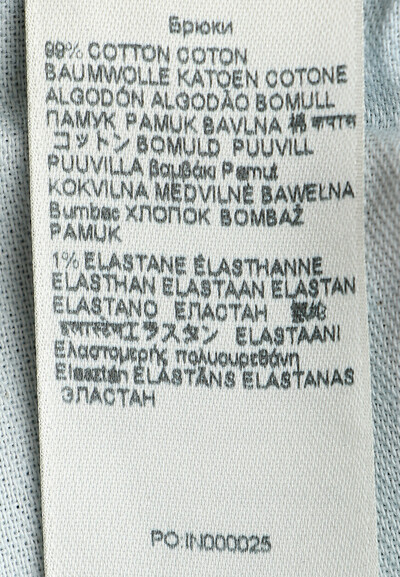 Брюки
99% COTTON COTON
BAUMWOLLE KATOEN COTONE
ALGODÓN ALGODÃO BOMULL
ПАМУК PAMUK BAVLNA 棉 कपास
コットン BOMULD PUUVILL
PUUVILLA βαμβάκι Pamut
KOKVILNA MEDVILNĖ BAWEŁNA
Bumbac ХЛОПОК BOMBAŽ
PAMUK
1% ELASTANE ÉLASTHANNE
ELASTHAN ELASTAAN ELASTAN
ELASTANO ЕЛАСТАН
エラスタン ELASTAANI
Ελαστομερής πολυουρεθάνη
Elasztán ELASTĀNS ELASTANAS
ЭЛАСТАН
PO:IN000025